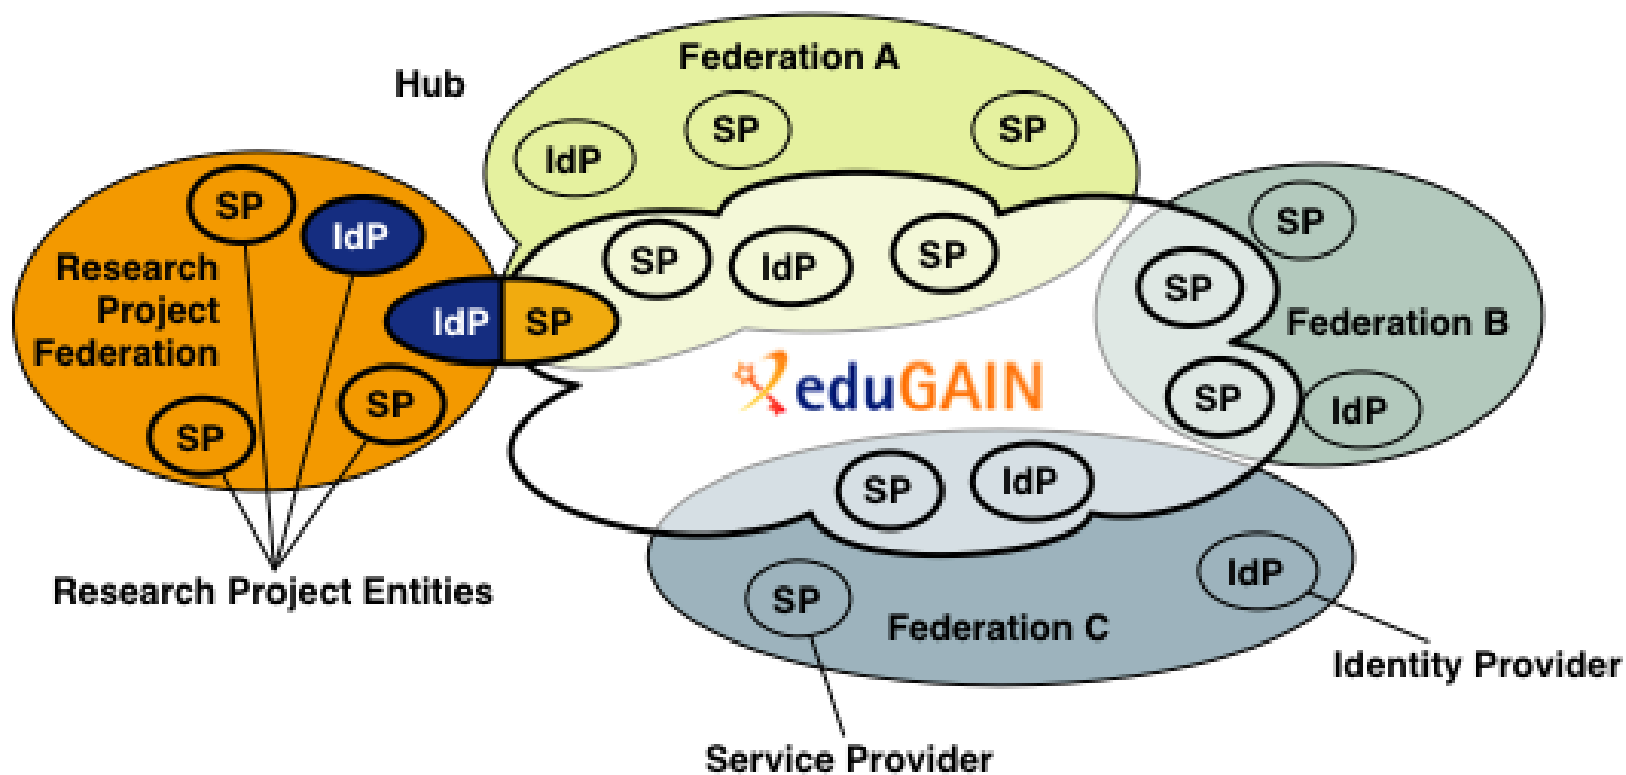 Federation A
Hub
SP
SP
IdP
SP
IdP
SP
IdP
SP
SP
Research
Project
Federation
IdP SP
SP
Federation B
SP
eduGAIN
SP
SP
IdP
SP
SP
IdP
IdP
SP
Research Project Entities
Federation C
Identity Provider
Service Provider